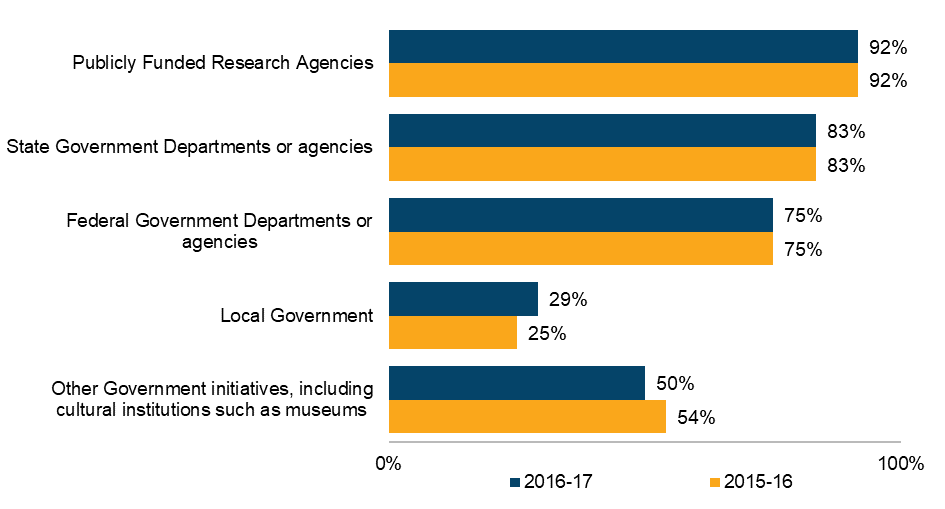 Publicly Funded Research Agencies
92%
92%
State Government Departments or agencies
83%
83%
Federal Government Departments or
agencies
75%
75%
Local Government
29%
25%
Other Government initiatives, including
cultural institutions such as museums
50%
54%
0%
100%
2016-17
2015-16